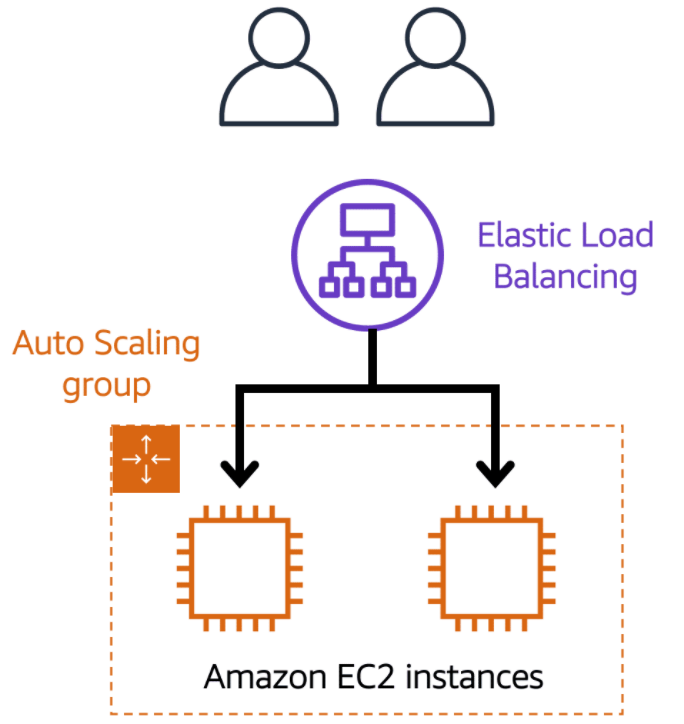 Elastic Load
Balancing
Auto Scaling
group
Amazon EC2 instances